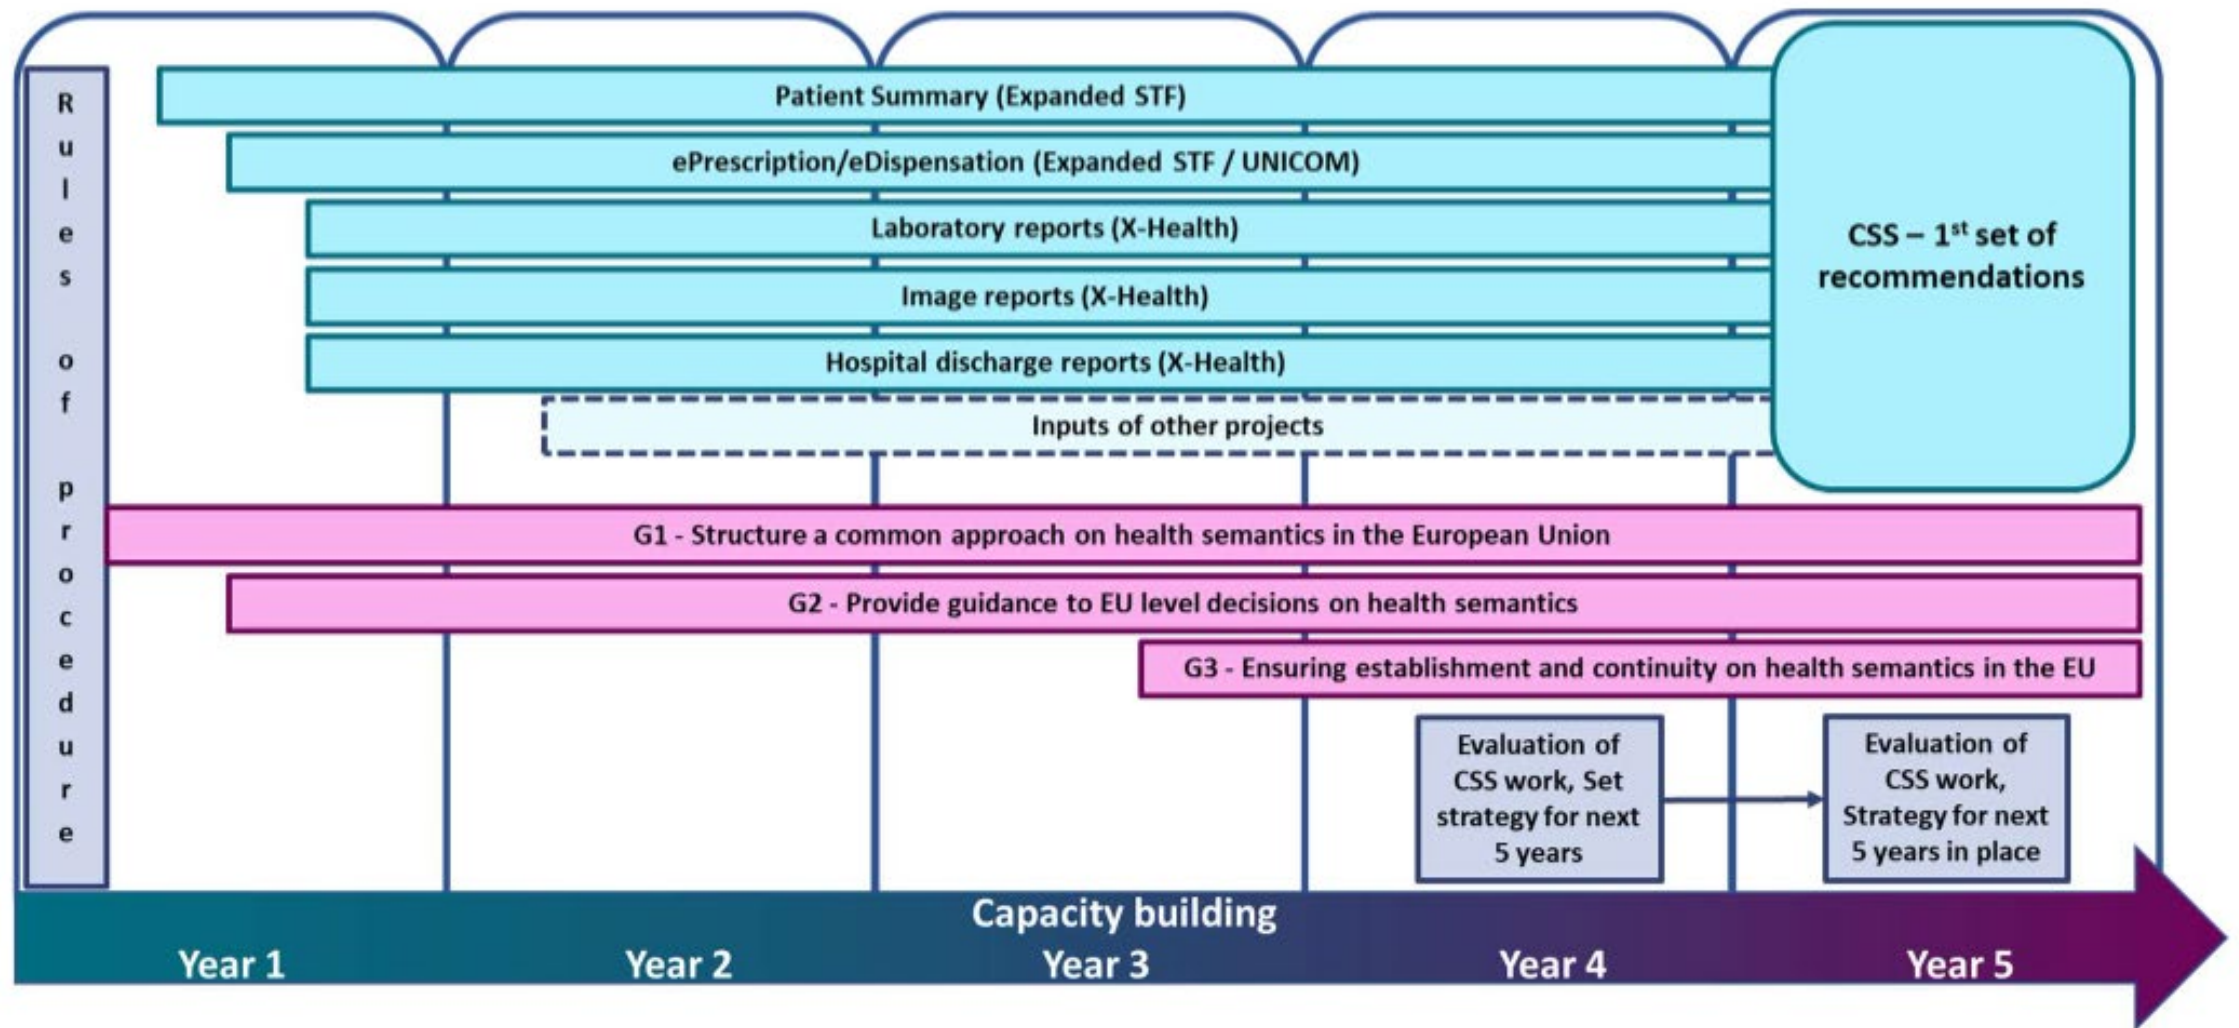 Rules of procedure
Patient Summary (Expanded STF)
ePrescription/eDispensation (Expanded STF / UNICOM)
Laboratory reports (X-Health)
Image reports (X-Health)
Hospital discharge reports (X-Health)
Inputs of other projects
CSS – 1st set of
recommendations
G1 - Structure a common approach on health semantics in the European Union
G2 - Provide guidance to EU level decisions on health semantics
G3 - Ensuring establishment and continuity on health semantics in the EU
Evaluation of
CSS work, Set
strategy for next
5 years
Evaluation of
CSS work,
Strategy for next
5 years in place
Capacity building
Year 1
Year 2
Year 3
Year 4
Year 5